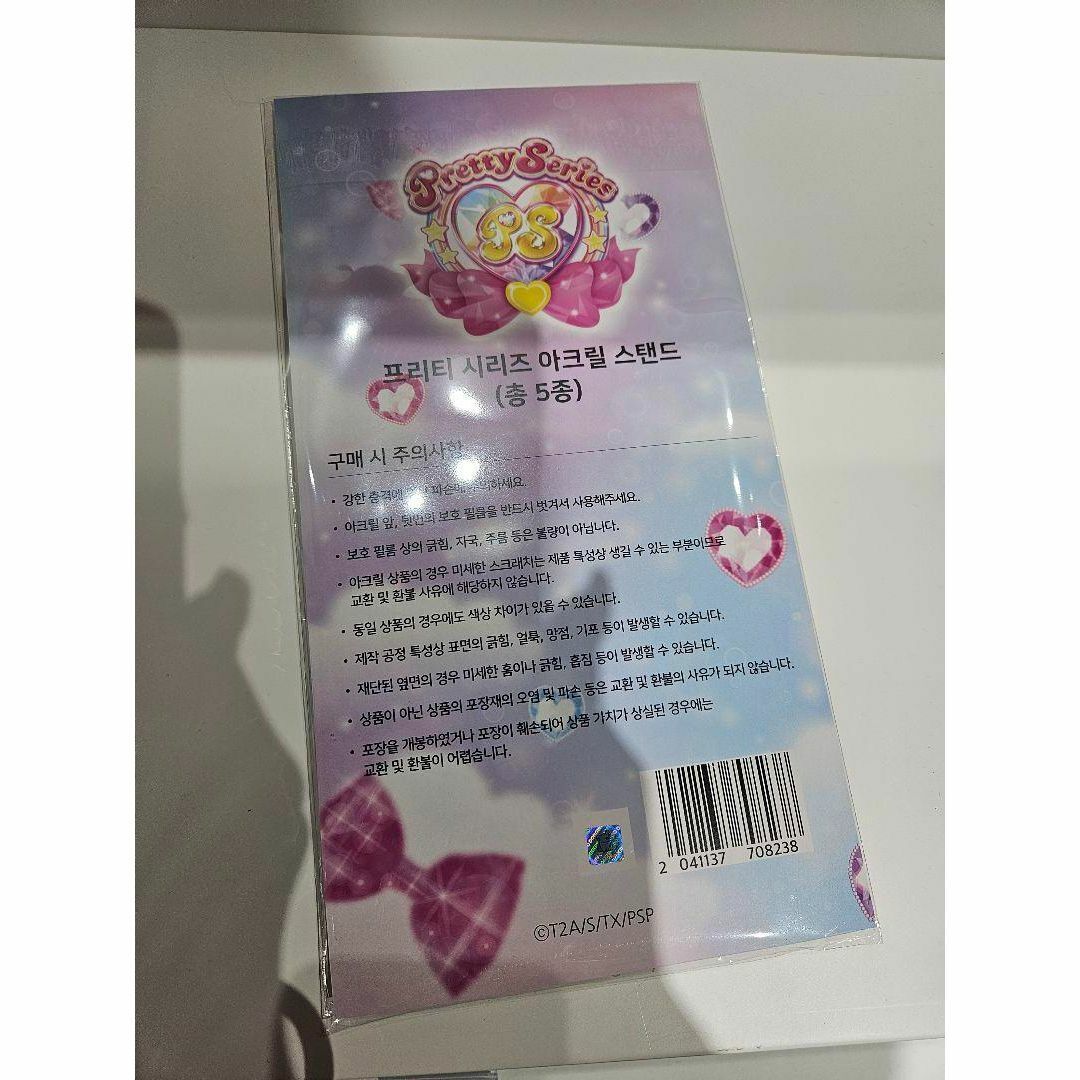 Pretty Series
PS
프리티 시리즈 아크릴 스탠드
(총 5종)
구매 시 주의사항
• 강한 충격에 파손에 주의하세요.
• 아크릴 앞, 뒷면의 보호 필름을 반드시 벗겨서 사용해주세요.
• 보호 필름 상의 긁힘, 자국, 주름 등은 불량이 아닙니다.
• 아크릴 상품의 경우 미세한 스크래치는 제품 특성상 생길 수 있는 부분이므로
교환 및 환불 사유에 해당하지 않습니다.
• 동일 상품의 경우에도 색상 차이가 있을 수 있습니다.
• 제작 공정 특성상 표면의 긁힘, 얼룩, 망점, 기포 등이 발생할 수 있습니다.
• 재단된 옆면의 경우 미세한 홈이나 긁힘, 흠집 등이 발생할 수 있습니다.
• 상품이 아닌 상품의 포장재의 오염 및 파손 등은 교환 및 환불의 사유가 되지 않습니다.
• 포장을 개봉하였거나 포장이 훼손되어 상품 가치가 상실된 경우에는
교환 및 환불이 어렵습니다.
2 041137 708238
©T2A/S/TX/PSP